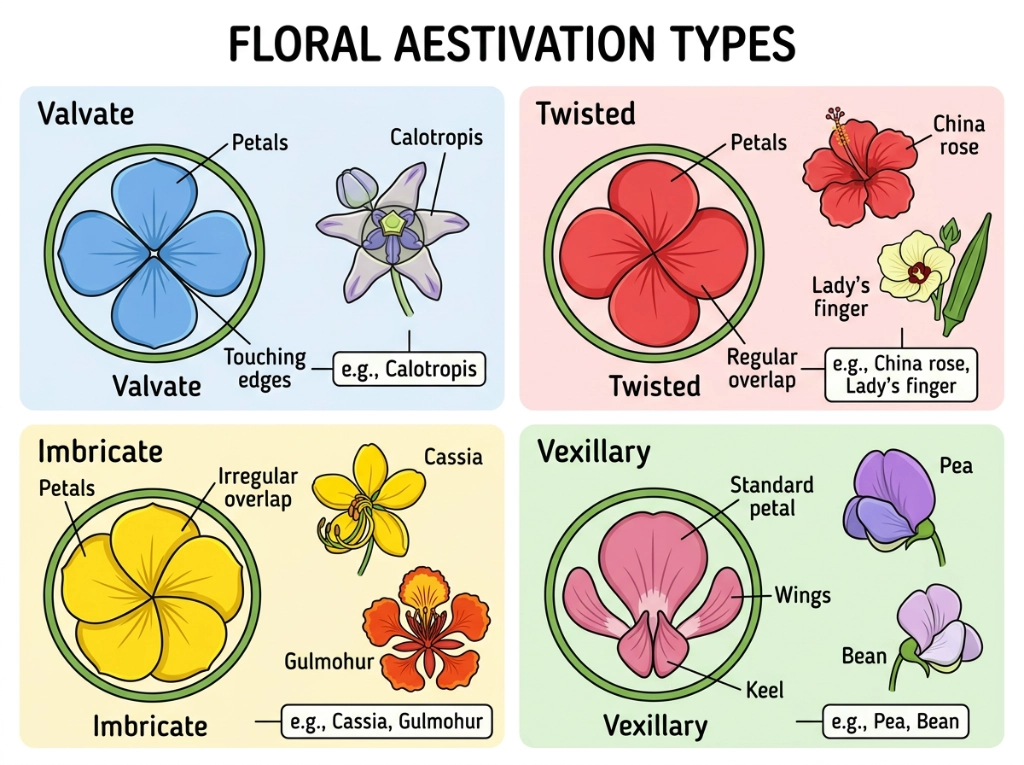 FLORAL AESTIVATION TYPES
Valvate
Petals
Calotropis
Touching
edges
e.g., Calotropis
Valvate
Twisted
Petals
China
rose
Lady's
finger
Regular
overlap
e.g., China rose,
Lady's finger
Twisted
Imbricate
Petals
Irregular
overlap
Cassia
Gulmohur
Imbricate
e.g., Cassia, Gulmohur
Vexillary
Standard
petal
Pea
Wings
Bean
Keel
Vexillary
e.g., Pea, Bean